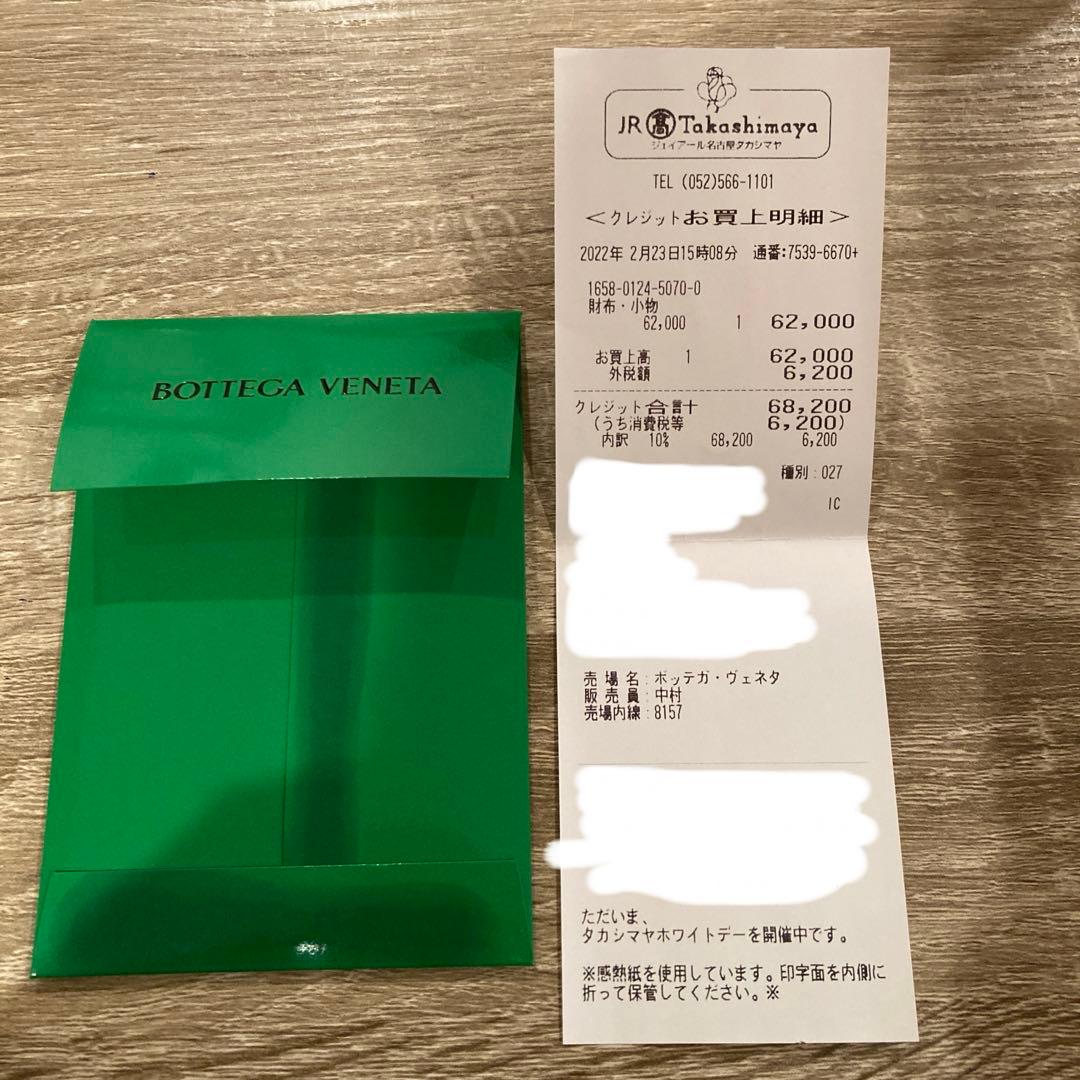 BOTTEGA VENETA
JR 髙 Takashimaya
ジェイアール名古屋タカシマヤ
TEL (052)566-1101
<クレジットお買上明細>
2022年 2月23日15時08分 通番:7539-6670+
1658-0124-5070-0
財布・小物
62,000 1 62,000
お買上高 1 62,000
外税額 6,200
クレジット合計 68,200
(うち消費税等 6,200)
内訳 10% 68,200 6,200
種別:027
IC
売場名:ボッテガ・ヴェネタ
販売員:中村
売場内線:8157
ただいま、
タカシマヤホワイトデーを開催中です。
※感熱紙を使用しています。印字面を内側に
折って保管してください。※